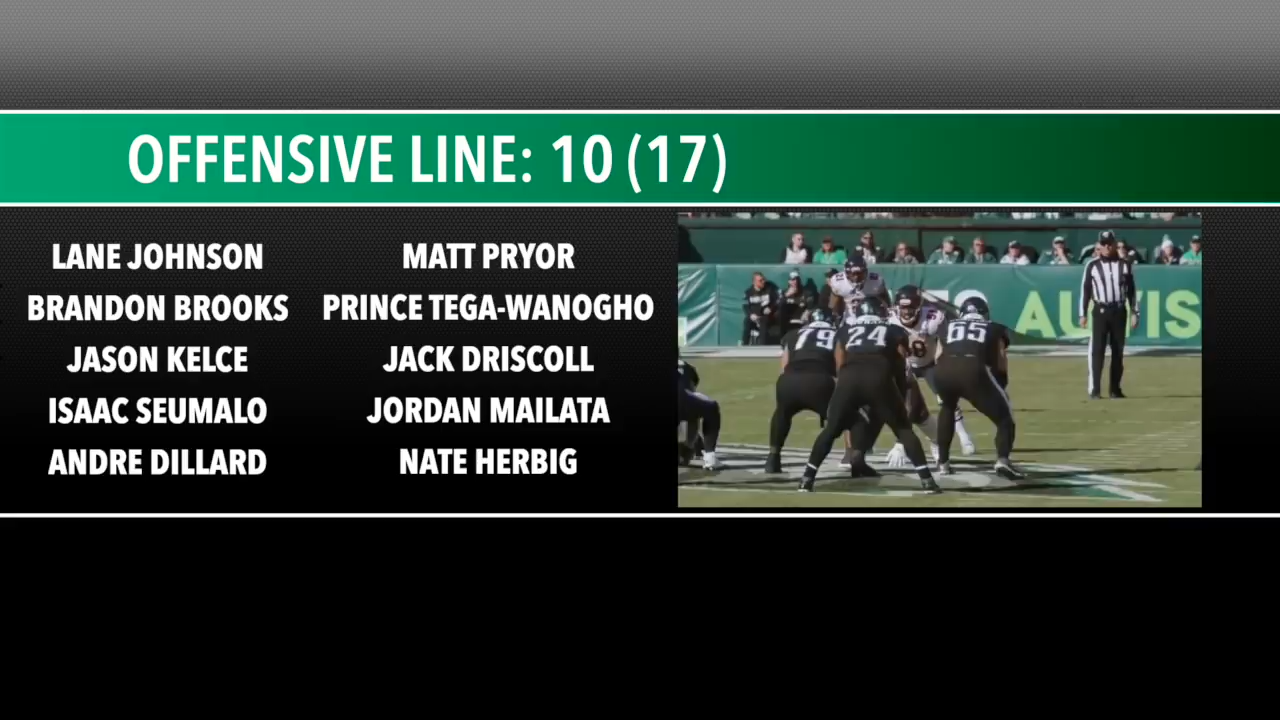 OFFENSIVE LINE: 10 (17)
LANE JOHNSON
BRANDON BROOKS
JASON KELCE
ISAAC SEUMALO
ANDRE DILLARD
MATT PRYOR
PRINCE TEGA-WANOGHO
JACK DRISCOLL
JORDAN MAILATA
NATE HERBIG
79
24
65